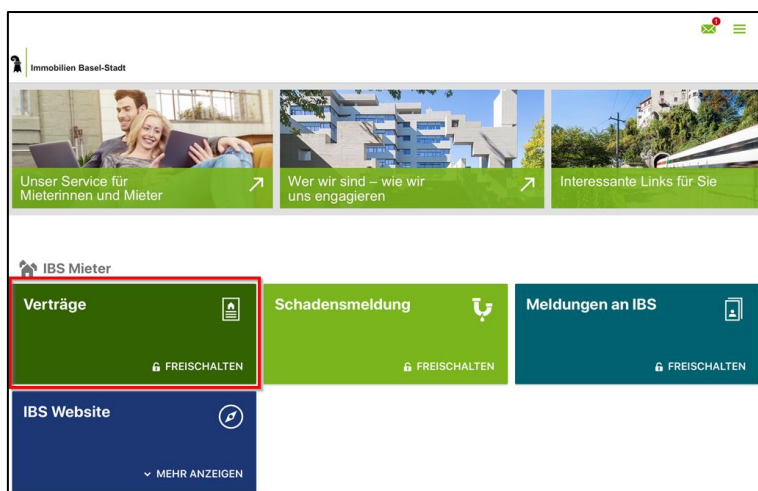 1
Immobilien Basel-Stadt
Unser Service für
Mieterinnen und Mieter
Wer wir sind – wie wir
uns engagieren
Interessante Links für Sie
IBS Mieter
Verträge
FREISCHALTEN
Schadensmeldung
FREISCHALTEN
Meldungen an IBS
FREISCHALTEN
IBS Website
MEHR ANZEIGEN